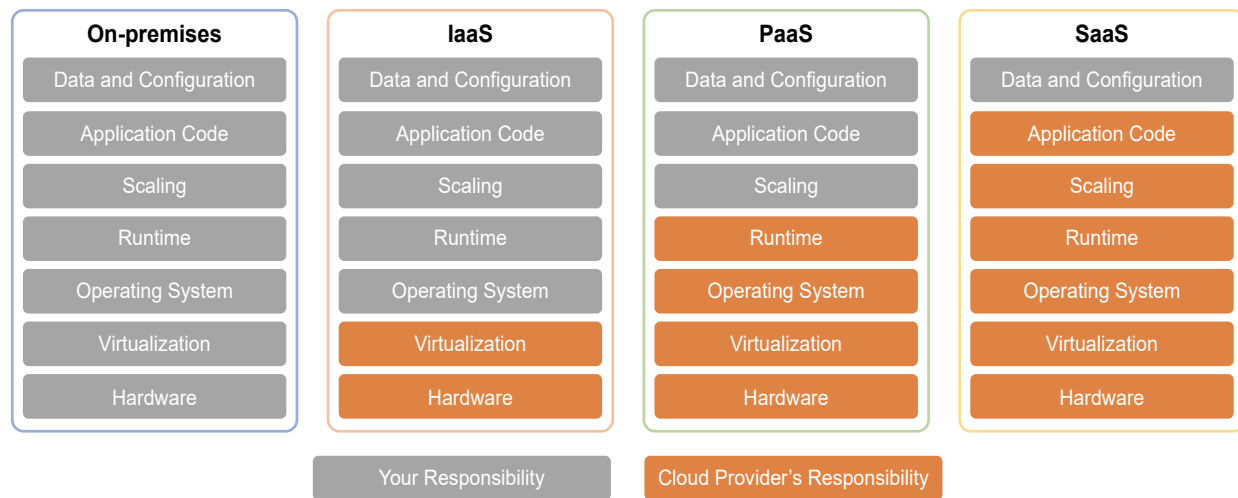 On-premises
Data and Configuration
Application Code
Scaling
Runtime
Operating System
Virtualization
Hardware
IaaS
Data and Configuration
Application Code
Scaling
Runtime
Operating System
Virtualization
Hardware
PaaS
Data and Configuration
Application Code
Scaling
Runtime
Operating System
Virtualization
Hardware
SaaS
Data and Configuration
Application Code
Scaling
Runtime
Operating System
Virtualization
Hardware
Your Responsibility
Cloud Provider's Responsibility